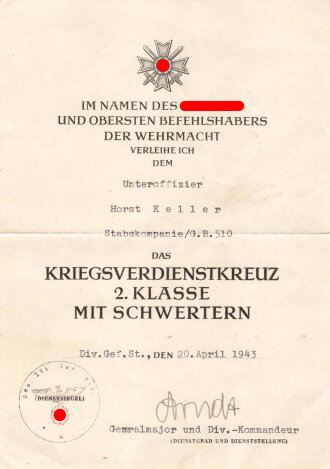 IM NAMEN DES
UND OBERSTEN BEFEHLSHABERS
DER WEHRMACHT
VERLEIHE ICH
DEM
Unteroffizier
Horst Keller
Stabskompanie/G.R.510
DAS
KRIEGSVERDIENSTKREUZ
2. KLASSE
MIT SCHWERTERN
Div.Gef.St., DEN 20.April 1943
(DIENSTSIEGEL)
Arndt
Generalmajor und Div.-Kommandeur
(DIENSTGRAD UND DIENSTSTELLUNG)